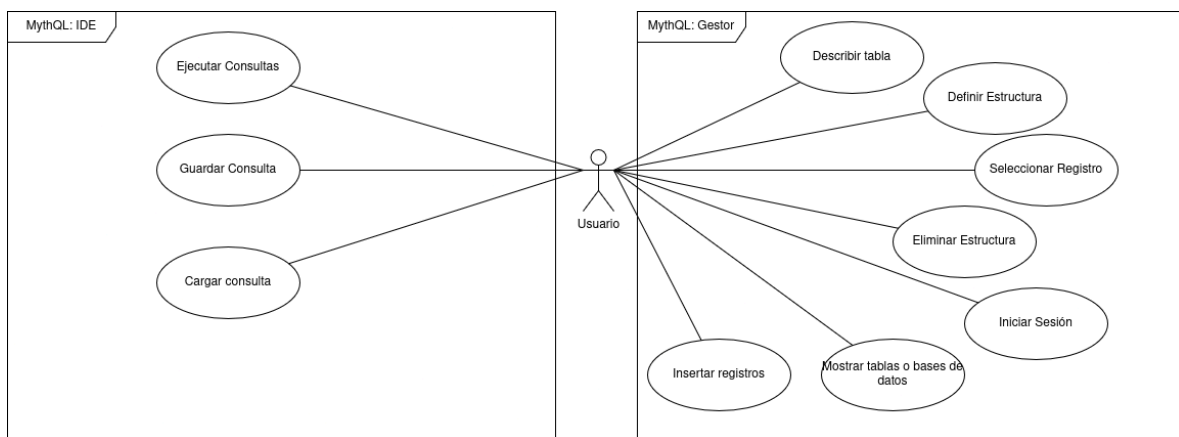 MythQL: IDE
Ejecutar Consultas
Guardar Consulta
Cargar consulta
Usuario
MythQL: Gestor
Describir tabla
Definir Estructura
Seleccionar Registro
Eliminar Estructura
Iniciar Sesión
Insertar registros
Mostrar tablas o bases de
datos